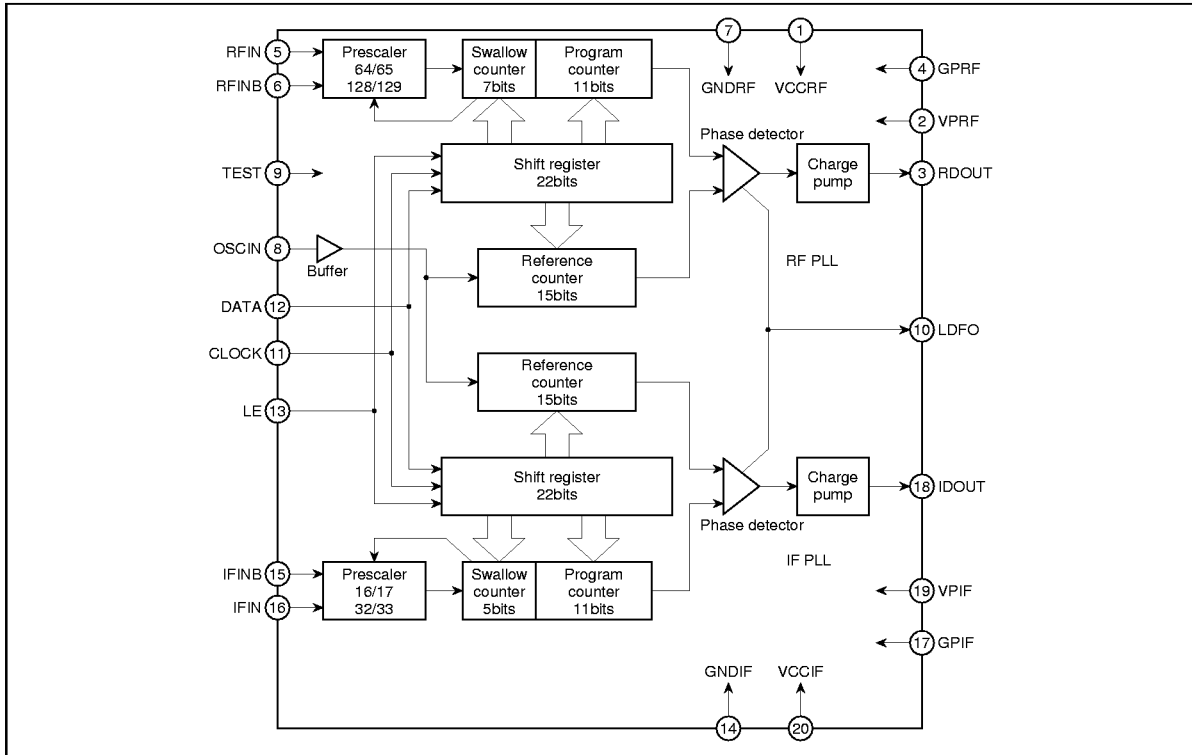 7
1
RFIN 5
Prescaler
64/65
128/129
Swallow
counter
7bits
Program
counter
11bits
4 GPRF
RFINB 6
GNDRF
VCCRF
2 VPRF
Phase detector
TEST 9
Shift register
22bits
Charge
pump
3 RDOUT
OSCIN 8
Buffer
Reference
counter
15bits
RF PLL
DATA 12
10 LDFO
CLOCK 11
Reference
counter
15bits
LE 13
Shift register
22bits
Charge
pump
18 IDOUT
Phase detector
IFINB 15
Prescaler
16/17
32/33
Swallow
counter
5bits
Program
counter
11bits
IF PLL
19 VPIF
IFIN 16
17 GPIF
GNDIF
VCCIF
14
20